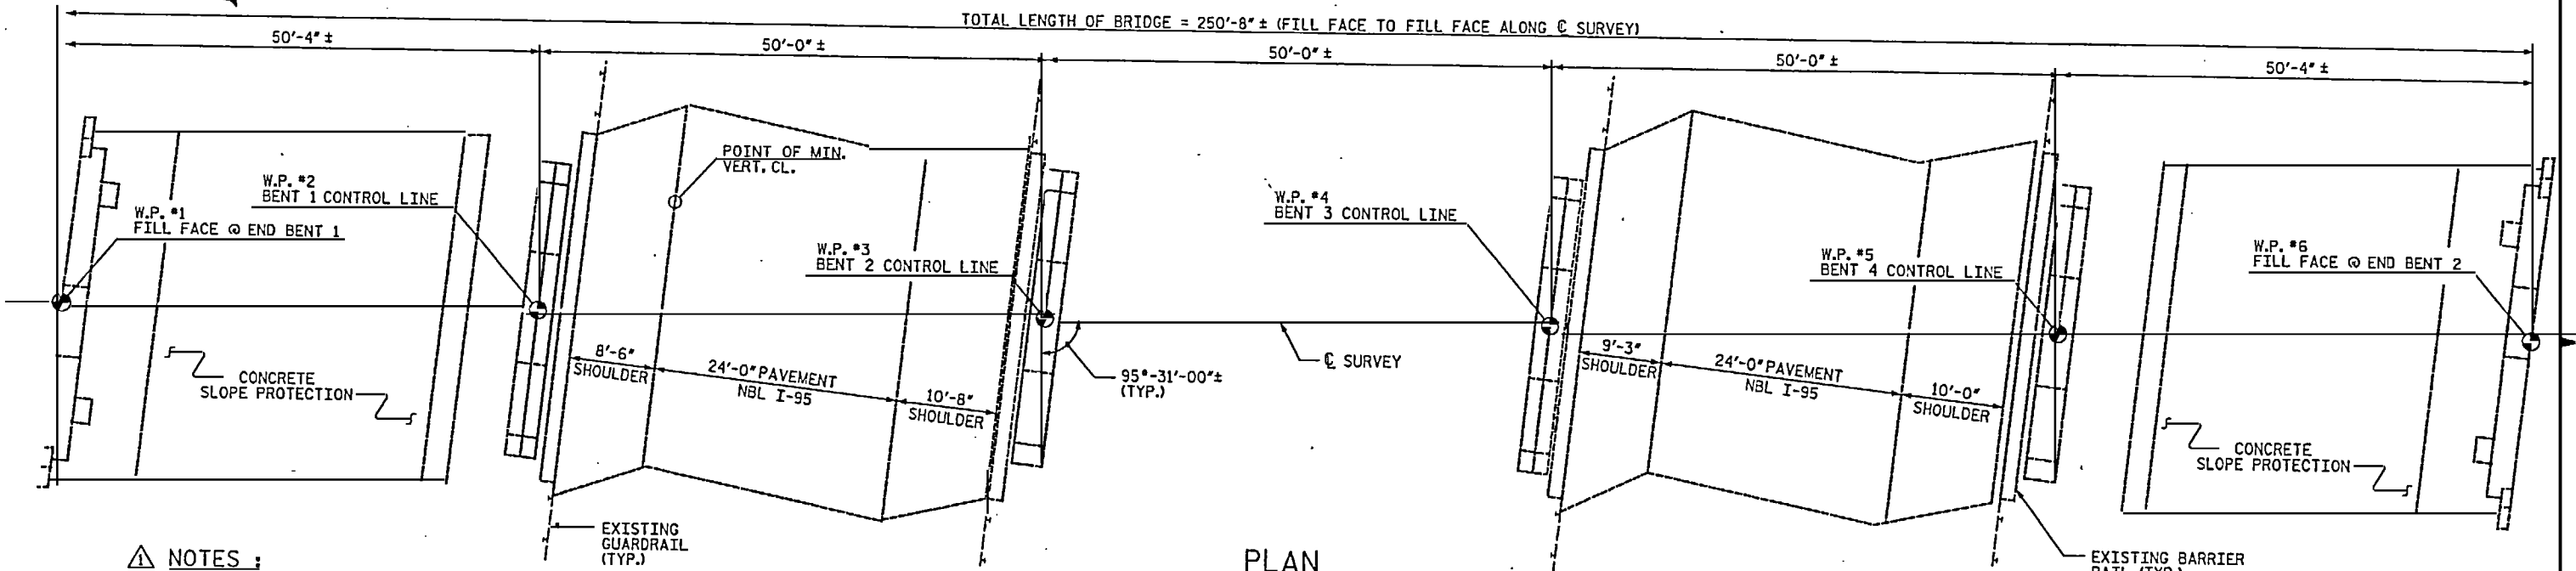 TOTAL LENGTH OF BRIDGE = 250'-8" ± (FILL FACE TO FILL FACE ALONG ℄ SURVEY)
50'-4" ±
50'-0" ±
50'-0" ±
50'-0" ±
50'-4" ±
POINT OF MIN.
VERT. CL.
W.P. #2
BENT 1 CONTROL LINE
W.P. #1
FILL FACE @ END BENT 1
W.P. #3
BENT 2 CONTROL LINE
W.P. #4
BENT 3 CONTROL LINE
W.P. #5
BENT 4 CONTROL LINE
W.P. #6
FILL FACE @ END BENT 2
CONCRETE
SLOPE PROTECTION
8'-6"
SHOULDER
24'-0" PAVEMENT
NBL I-95
10'-8"
SHOULDER
95°-31'-00"±
(TYP.)
℄ SURVEY
9'-3"
SHOULDER
24'-0" PAVEMENT
NBL I-95
10'-0"
SHOULDER
CONCRETE
SLOPE PROTECTION
EXISTING
GUARDRAIL
(TYP.)
PLAN
EXISTING BARRIER
RAIL (TYP.)
1 NOTES :